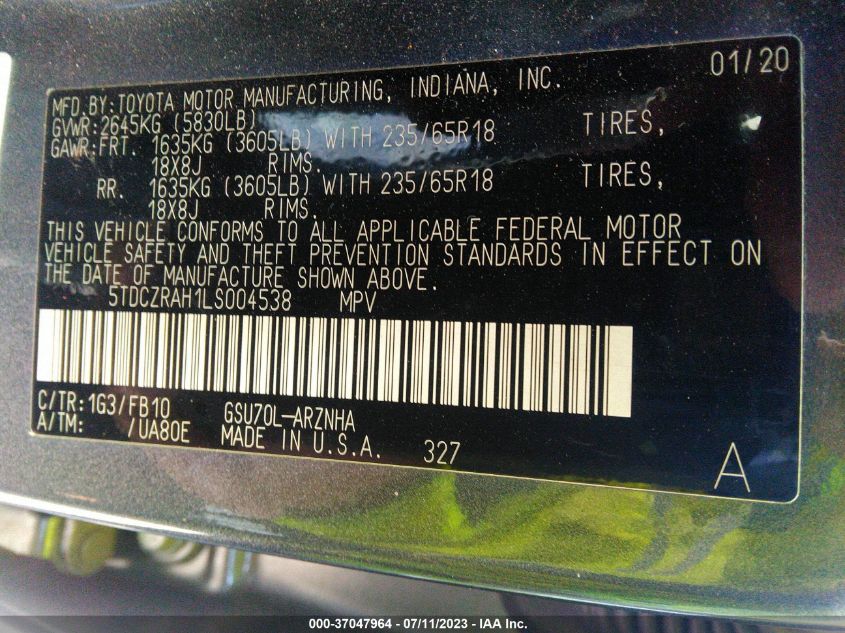 01/20
MFD.BY:TOYOTA MOTOR MANUFACTURING, INDIANA, INC.
GVWR:2645KG (5830LB)
GAWR:FRT. 1635KG (3605LB) WITH 235/65R18 TIRES,
18X8J RIMS.
RR. 1635KG (3605LB) WITH 235/65R18 TIRES,
18X8J RIMS.
THIS VEHICLE CONFORMS TO ALL APPLICABLE FEDERAL MOTOR
VEHICLE SAFETY AND THEFT PREVENTION STANDARDS IN EFFECT ON
THE DATE OF MANUFACTURE SHOWN ABOVE.
5TDCZRAH1LS004538 MPV
C/TR:1G3/FB10 GSU70L-ARZNHA
A/TM: /UA80E MADE IN U.S.A. 327
A
000-37047964 - 07/11/2023 - IAA Inc.